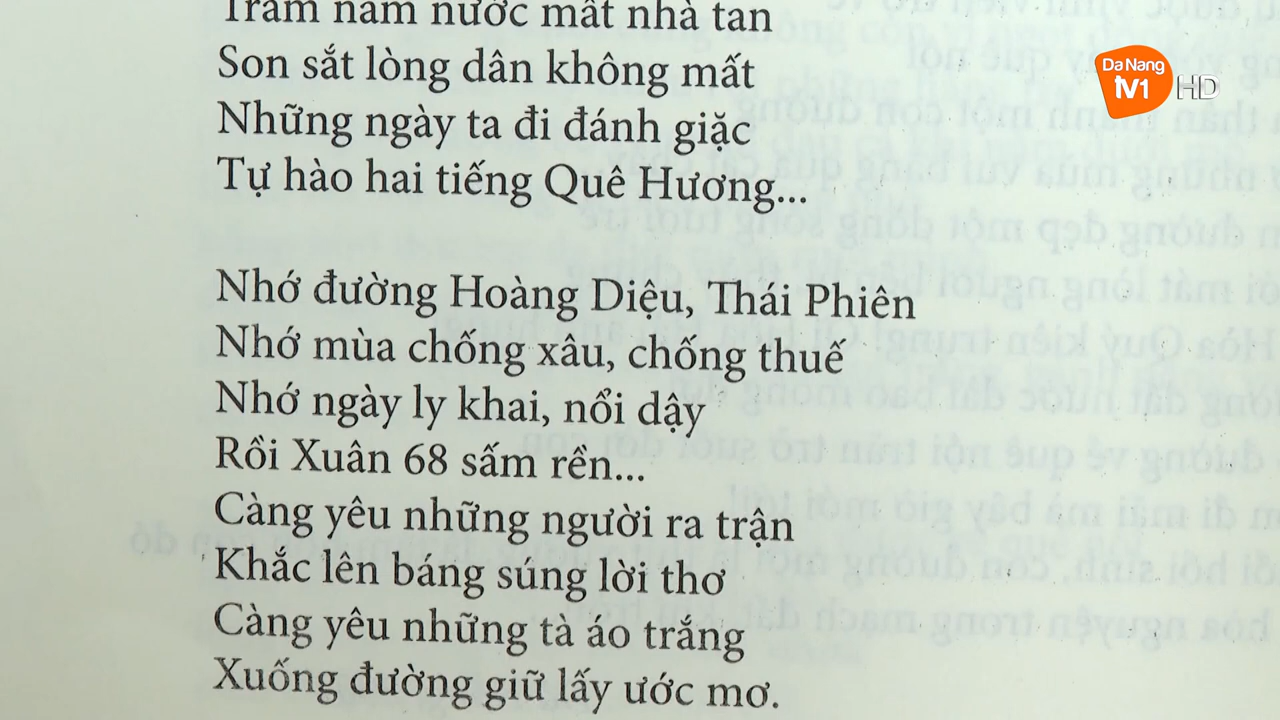 Trăm năm nước mất nhà tan
Son sắt lòng dân không mất
Những ngày ta đi đánh giặc
Tự hào hai tiếng Quê Hương...
Nhớ đường Hoàng Diệu, Thái Phiên
Nhớ mùa chống xâu, chống thuế
Nhớ ngày ly khai, nổi dậy
Rồi Xuân 68 sấm rền...
Càng yêu những người ra trận
Khắc lên báng súng lời thơ
Càng yêu những tà áo trắng
Xuống đường giữ lấy ước mơ.
Da Nang
tv1 HD